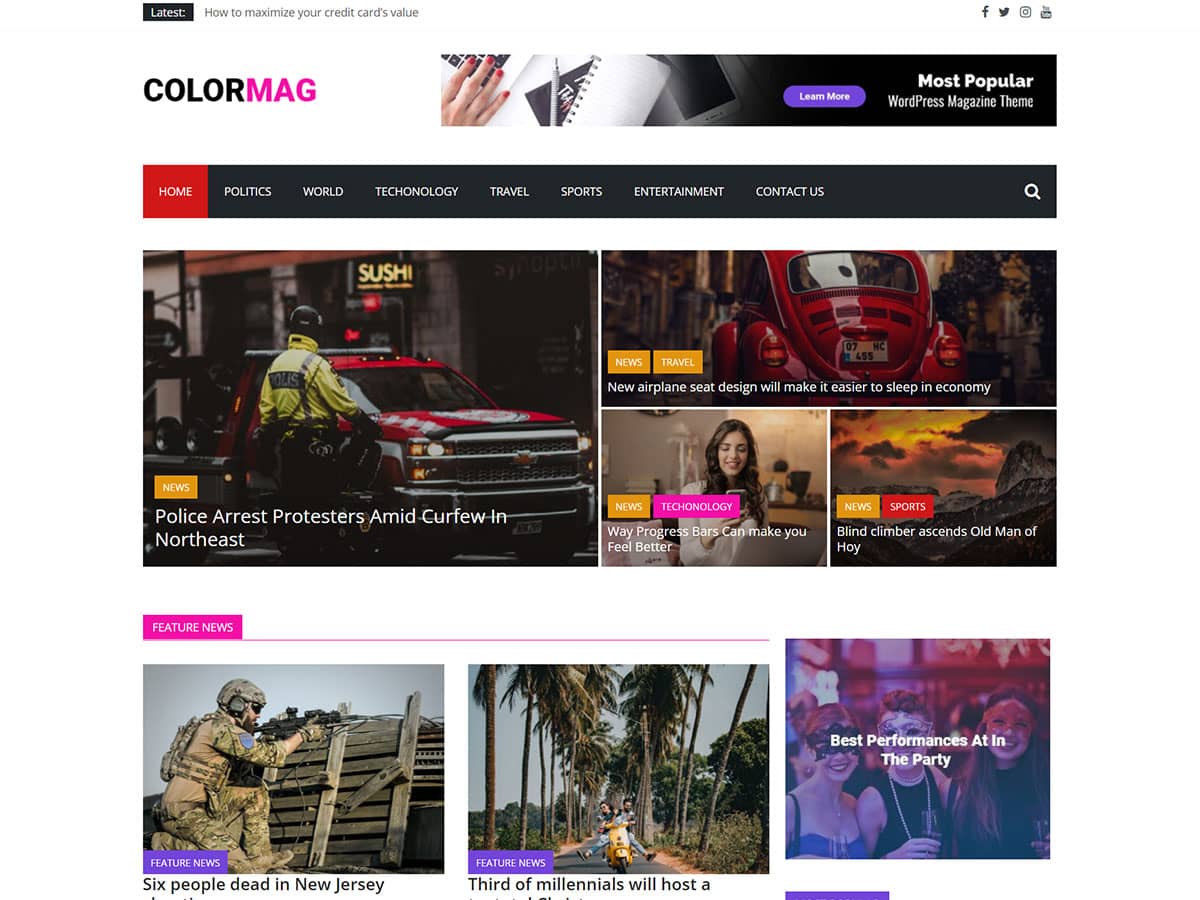 Latest: How to maximize your credit card's value
COLORMAG
Most Popular
Learn More
WordPress Magazine Theme
HOME POLITICS WORLD TECHONOLOGY TRAVEL SPORTS ENTERTAINMENT CONTACT US
SUSHI
POLIS
NEWS
Police Arrest Protesters Amid Curfew In
Northeast
07 HC
455
NEWS TRAVEL
New airplane seat design will make it easier to sleep in economy
NEWS TECHONOLOGY
Way Progress Bars Can make you
Feel Better
NEWS SPORTS
Blind climber ascends Old Man of
Hoy
FEATURE NEWS
FEATURE NEWS
Six people dead in New Jersey
FEATURE NEWS
Third of millennials will host a
Best Performances At In
The Party